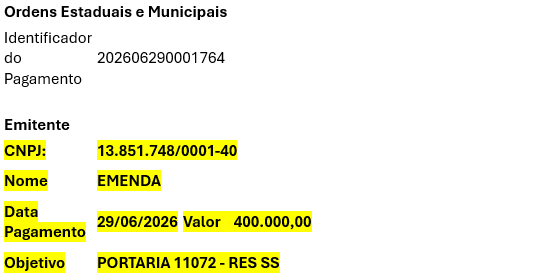 Ordens Estaduais e Municipais
Identificador
do
Pagamento
202606290001764
Emitente
CNPJ: 13.851.748/0001-40
Nome EMENDA
Data
Pagamento
29/06/2026 Valor 400.000,00
Objetivo PORTARIA 11072 - RES SS